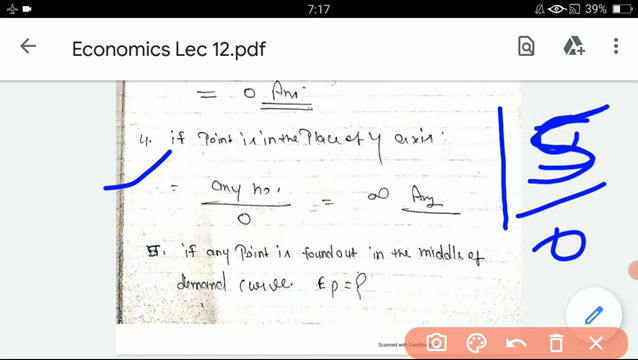 7:17
39%
Economics Lec 12.pdf
= 0 Ans.
4. if Point is in the Place of y axis.
= any no. / 0 = ∞ Ans
5
0
5. if any Point is found out in the middle of
demand curve. Ep = P
Scanned with CamScanner